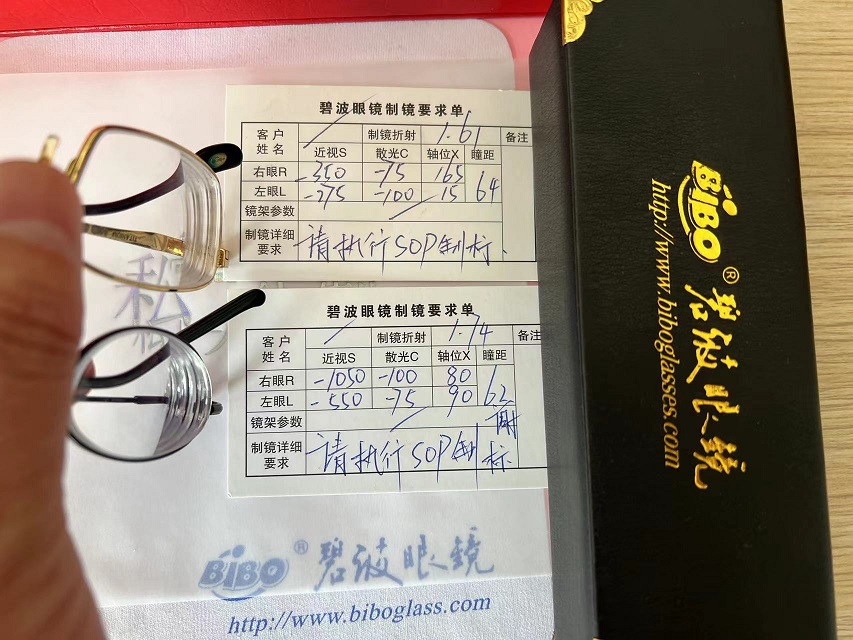 碧波眼镜制镜要求单
客户姓名 制镜折射 1.61 备注
近视S 散光C 轴位X 瞳距
右眼R -350 -75 165 64
左眼L -275 -100 15
镜架参数
制镜详细要求 请执行SOP制标.
碧波眼镜制镜要求单
客户姓名 制镜折射 1.74 备注
近视S 散光C 轴位X 瞳距
右眼R -1050 -100 80 62
左眼L -550 -75 90
镜架参数
制镜详细要求 请执行SOP制标
BiBO® 碧波眼鏡
http://www.biboglass.com
BiBO® 碧波眼鏡
http://www.biboglasses.com